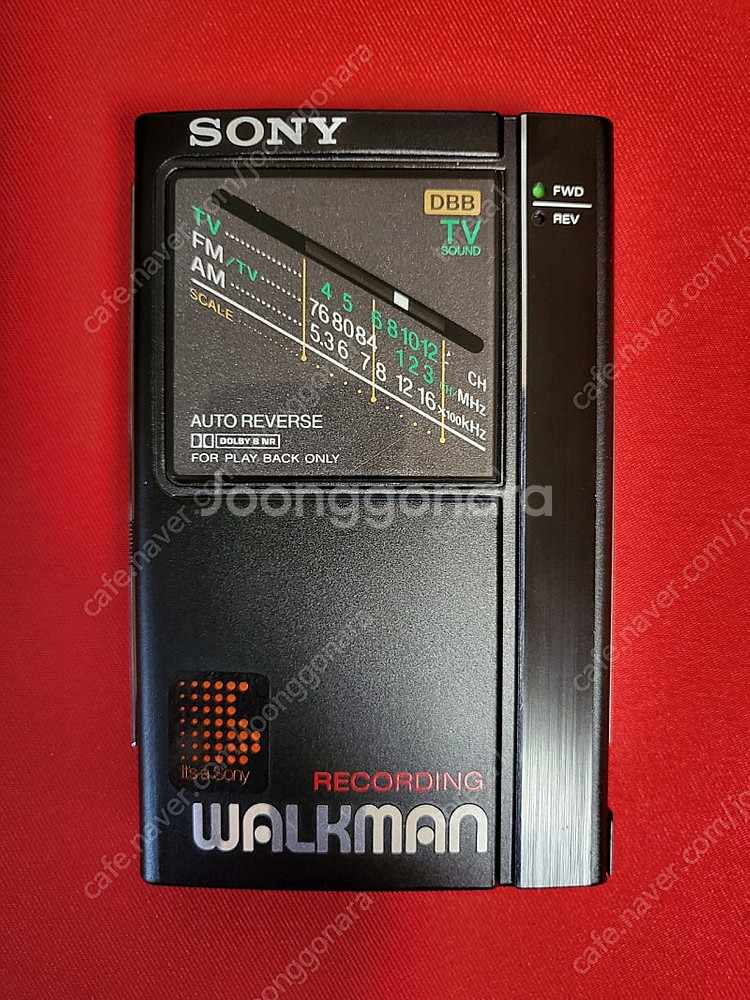 SONY
FWD
REV
DBB
TV
SOUND
TV
FM/TV
AM
SCALE
4 5 6 8 10 12
76 80 84 1 2 3
5.3 6 7 8 12 16
CH
MHz
×100kHz
AUTO REVERSE
DOLBY B NR
FOR PLAY BACK ONLY
Joonggonara
It's a Sony
RECORDING
WALKMAN
cafe.naver.com/joonggonara